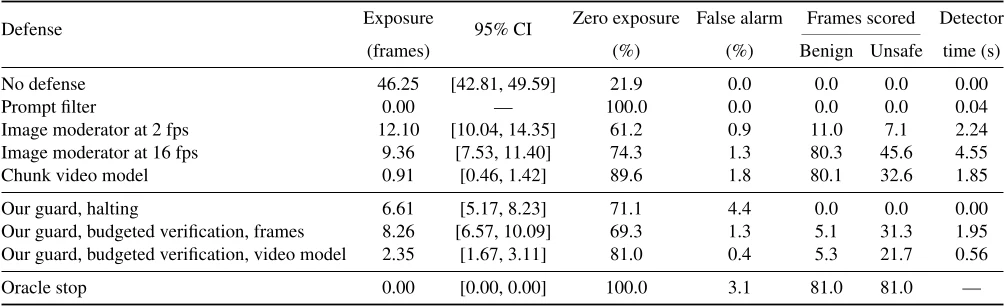 Defense Exposure (frames) 95% CI Zero exposure (%) False alarm (%) Frames scored Benign Unsafe Detector time (s)
No defense 46.25 [42.81, 49.59] 21.9 0.0 0.0 0.0 0.00
Prompt filter 0.00 — 100.0 0.0 0.0 0.0 0.04
Image moderator at 2 fps 12.10 [10.04, 14.35] 61.2 0.9 11.0 7.1 2.24
Image moderator at 16 fps 9.36 [7.53, 11.40] 74.3 1.3 80.3 45.6 4.55
Chunk video model 0.91 [0.46, 1.42] 89.6 1.8 80.1 32.6 1.85
Our guard, halting 6.61 [5.17, 8.23] 71.1 4.4 0.0 0.0 0.00
Our guard, budgeted verification, frames 8.26 [6.57, 10.09] 69.3 1.3 5.1 31.3 1.95
Our guard, budgeted verification, video model 2.35 [1.67, 3.11] 81.0 0.4 5.3 21.7 0.56
Oracle stop 0.00 [0.00, 0.00] 100.0 3.1 81.0 81.0 —